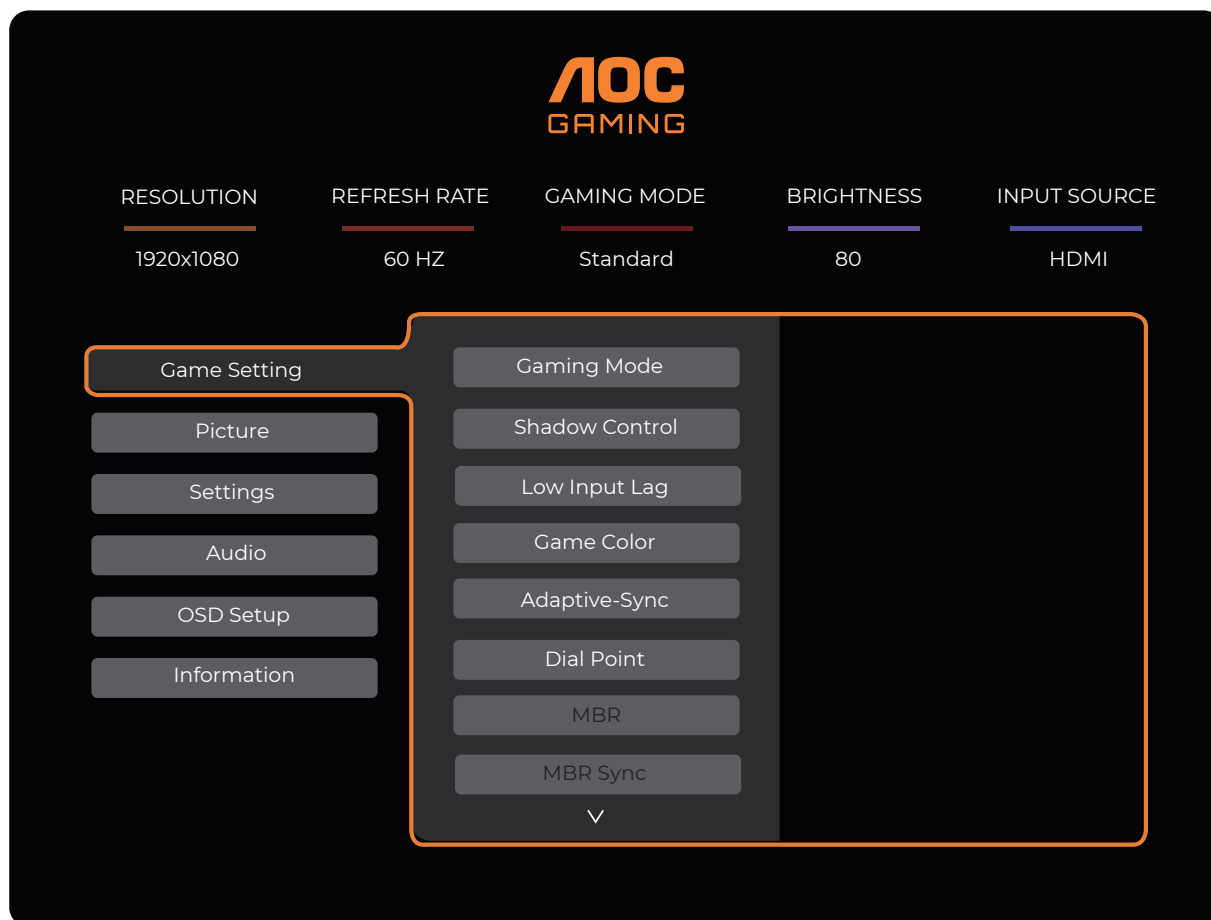 AOC
GAMING
RESOLUTION REFRESH RATE GAMING MODE BRIGHTNESS INPUT SOURCE
1920x1080 60 HZ Standard 80 HDMI
Game Setting
Picture
Settings
Audio
OSD Setup
Information
Gaming Mode
Shadow Control
Low Input Lag
Game Color
Adaptive-Sync
Dial Point
MBR
MBR Sync